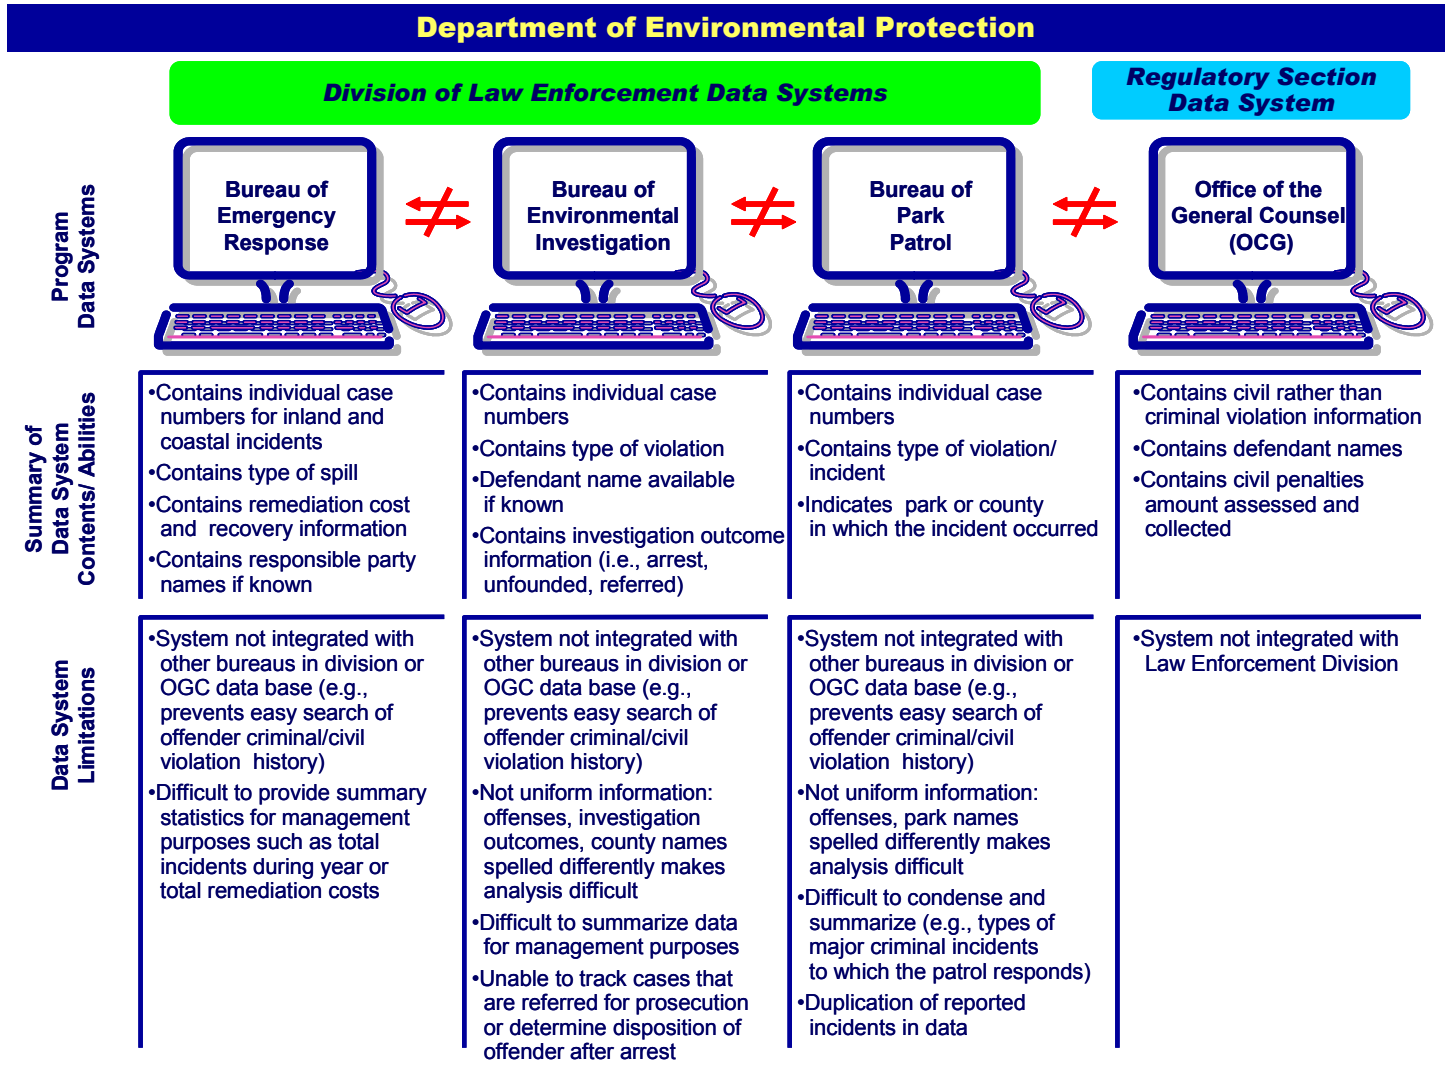 Department of Environmental Protection
Division of Law Enforcement Data Systems
Regulatory Section
Data System
Program
Data Systems
Bureau of
Emergency
Response
Bureau of
Environmental
Investigation
Bureau of
Park
Patrol
Office of the
General Counsel
(OCG)
Summary of
Data System
Contents/ Abilities
•Contains individual case
numbers for inland and
coastal incidents
•Contains type of spill
•Contains remediation cost
and recovery information
•Contains responsible party
names if known
•Contains individual case
numbers
•Contains type of violation
•Defendant name available
if known
•Contains investigation outcome
information (i.e., arrest,
unfounded, referred)
•Contains individual case
numbers
•Contains type of violation/
incident
•Indicates park or county
in which the incident occurred
•Contains civil rather than
criminal violation information
•Contains defendant names
•Contains civil penalties
amount assessed and
collected
Data System
Limitations
•System not integrated with
other bureaus in division or
OGC data base (e.g.,
prevents easy search of
offender criminal/civil
violation history)
•Difficult to provide summary
statistics for management
purposes such as total
incidents during year or
total remediation costs
•System not integrated with
other bureaus in division or
OGC data base (e.g.,
prevents easy search of
offender criminal/civil
violation history)
•Not uniform information:
offenses, investigation
outcomes, county names
spelled differently makes
analysis difficult
•Difficult to summarize data
for management purposes
•Unable to track cases that
are referred for prosecution
or determine disposition of
offender after arrest
•System not integrated with
other bureaus in division or
OGC data base (e.g.,
prevents easy search of
offender criminal/civil
violation history)
•Not uniform information:
offenses, park names
spelled differently makes
analysis difficult
•Difficult to condense and
summarize (e.g., types of
major criminal incidents
to which the patrol responds)
•Duplication of reported
incidents in data
•System not integrated with
Law Enforcement Division